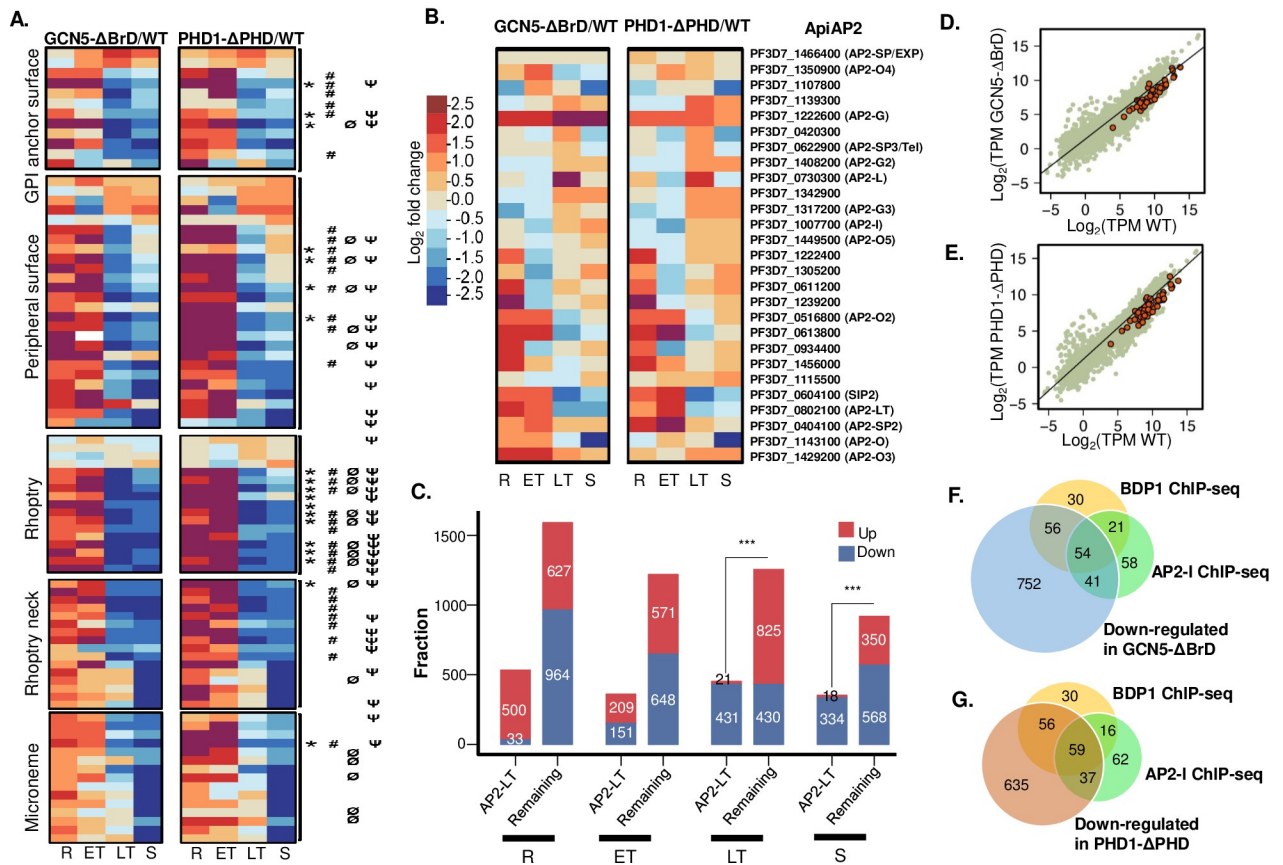 A.
GCN5-ΔBrD/WT PHD1-ΔPHD/WT
GPI anchor surface
Peripheral surface
Rhoptry
Rhoptry neck
Microneme
R ET LT S R ET LT S
B.
GCN5-ΔBrD/WT PHD1-ΔPHD/WT ApiAP2
Log2 fold change
2.5
2.0
1.5
1.0
0.5
0.0
-0.5
-1.0
-1.5
-2.0
-2.5
PF3D7_1466400 (AP2-SP/EXP)
PF3D7_1350900 (AP2-O4)
PF3D7_1107800
PF3D7_1139300
PF3D7_1222600 (AP2-G)
PF3D7_0420300
PF3D7_0622900 (AP2-SP3/Tel)
PF3D7_1408200 (AP2-G2)
PF3D7_0730300 (AP2-L)
PF3D7_1342900
PF3D7_1317200 (AP2-G3)
PF3D7_1007700 (AP2-I)
PF3D7_1449500 (AP2-O5)
PF3D7_1222400
PF3D7_1305200
PF3D7_0611200
PF3D7_1239200
PF3D7_0516800 (AP2-O2)
PF3D7_0613800
PF3D7_0934400
PF3D7_1456000
PF3D7_1115500
PF3D7_0604100 (SIP2)
PF3D7_0802100 (AP2-LT)
PF3D7_0404100 (AP2-SP2)
PF3D7_1143100 (AP2-O)
PF3D7_1429200 (AP2-O3)
R ET LT S R ET LT S
C.
Fraction
1500
1000
500
0
Up
Down
500
33
627
964
209
151
571
648
***
21
431
825
430
***
18
334
350
568
AP2-LT Remaining AP2-LT Remaining AP2-LT Remaining AP2-LT Remaining
R ET LT S
D.
Log2(TPM GCN5-ΔBrD)
15
10
5
0
−5
−5 0 5 10 15
Log2(TPM WT)
E.
Log2(TPM PHD1-ΔPHD)
15
10
5
0
−5
−5 0 5 10 15
Log2(TPM WT)
F.
BDP1 ChIP-seq
30
56
21
54
58
AP2-I ChIP-seq
752
41
Down-regulated
in GCN5-ΔBrD
G.
BDP1 ChIP-seq
30
56
16
59
62
AP2-I ChIP-seq
635
37
Down-regulated
in PHD1-ΔPHD